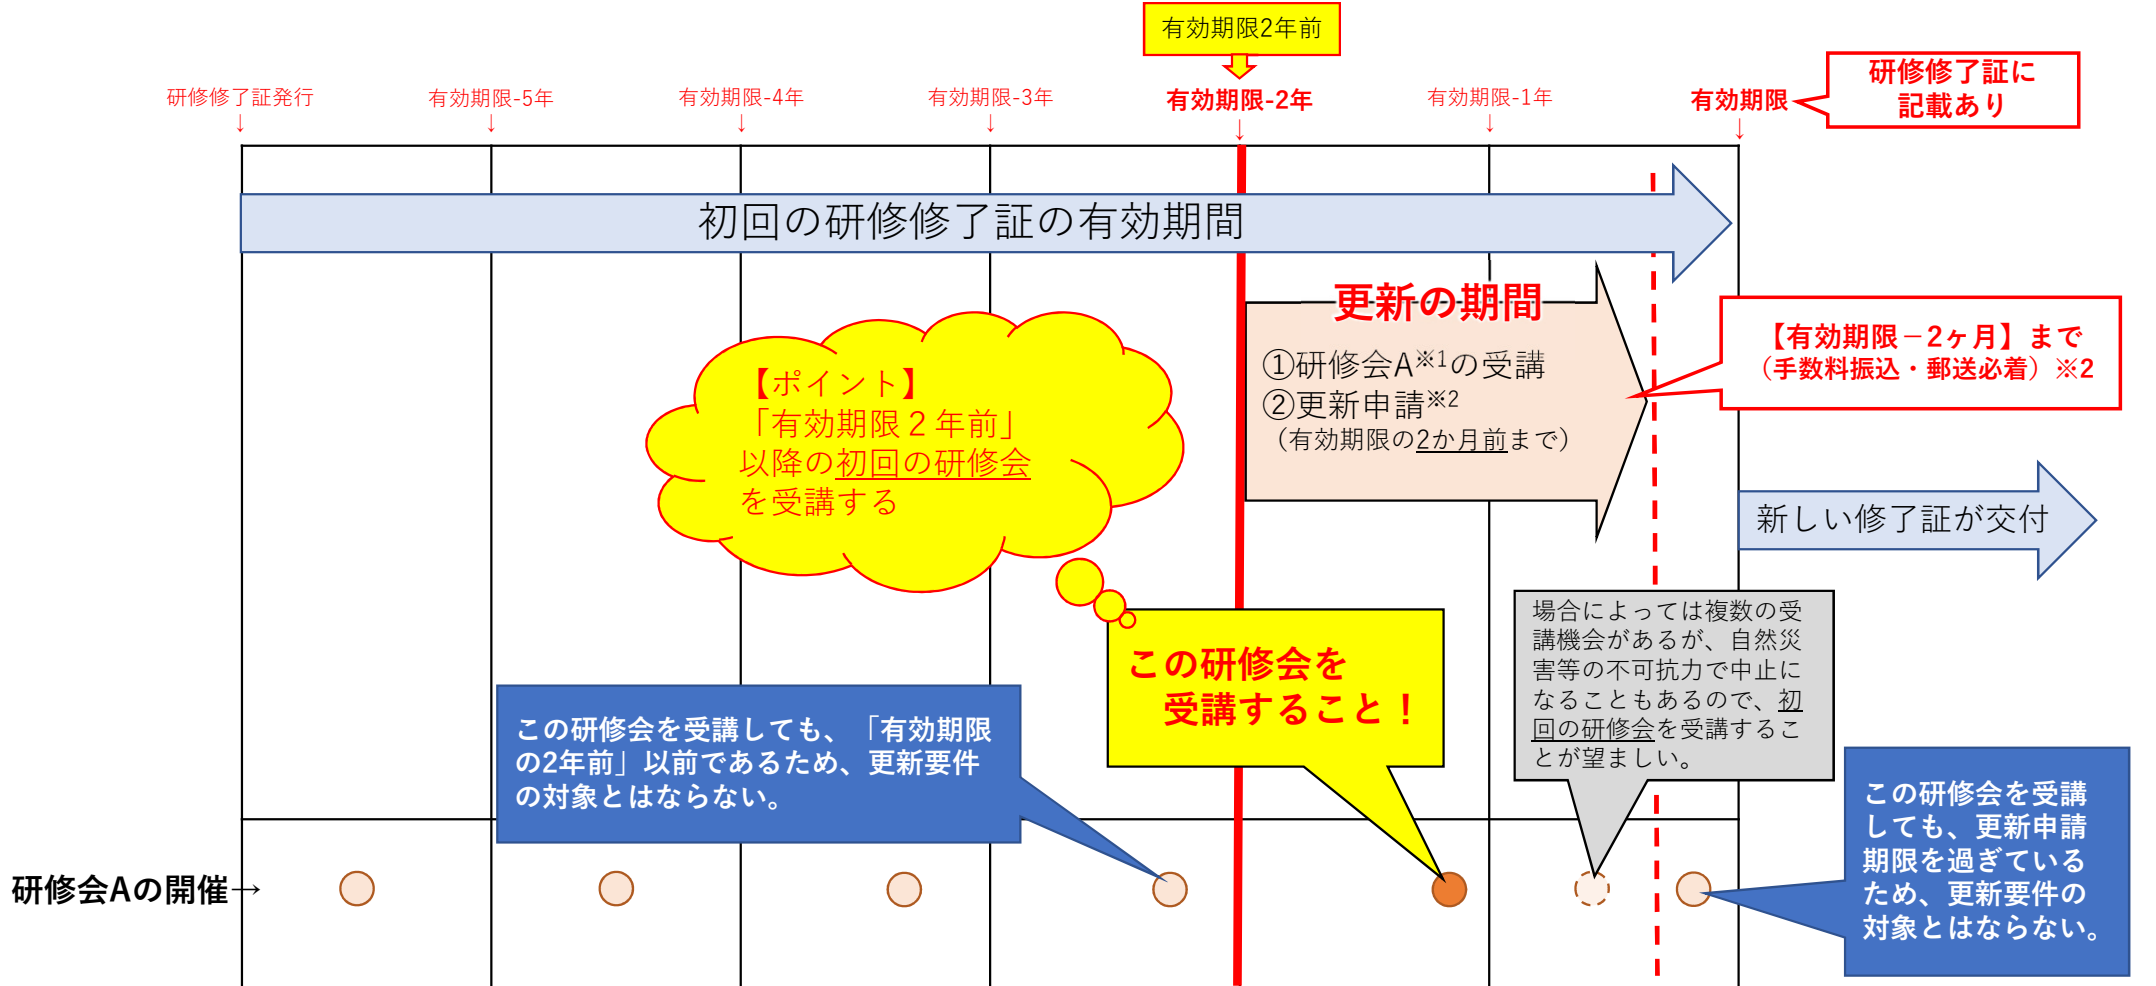 有効期限2年前
研修修了証発行
↓
有効期限-5年
↓
有効期限-4年
↓
有効期限-3年
↓
有効期限-2年
↓
有効期限-1年
↓
有効期限
↓
研修修了証に
記載あり
初回の研修修了証の有効期間
更新の期間
①研修会A※1の受講
②更新申請※2
（有効期限の2か月前まで）
【有効期限－2ヶ月】まで
（手数料振込・郵送必着）※2
【ポイント】
「有効期限２年前」
以降の初回の研修会
を受講する
新しい修了証が交付
この研修会を
受講すること！
場合によっては複数の受
講機会があるが、自然災
害等の不可抗力で中止に
なることもあるので、初
回の研修会を受講するこ
とが望ましい。
この研修会を受講しても、「有効期限
の2年前」以前であるため、更新要件
の対象とはならない。
この研修会を受講
しても、更新申請
期限を過ぎている
ため、更新要件の
対象とはならない。
研修会Aの開催→